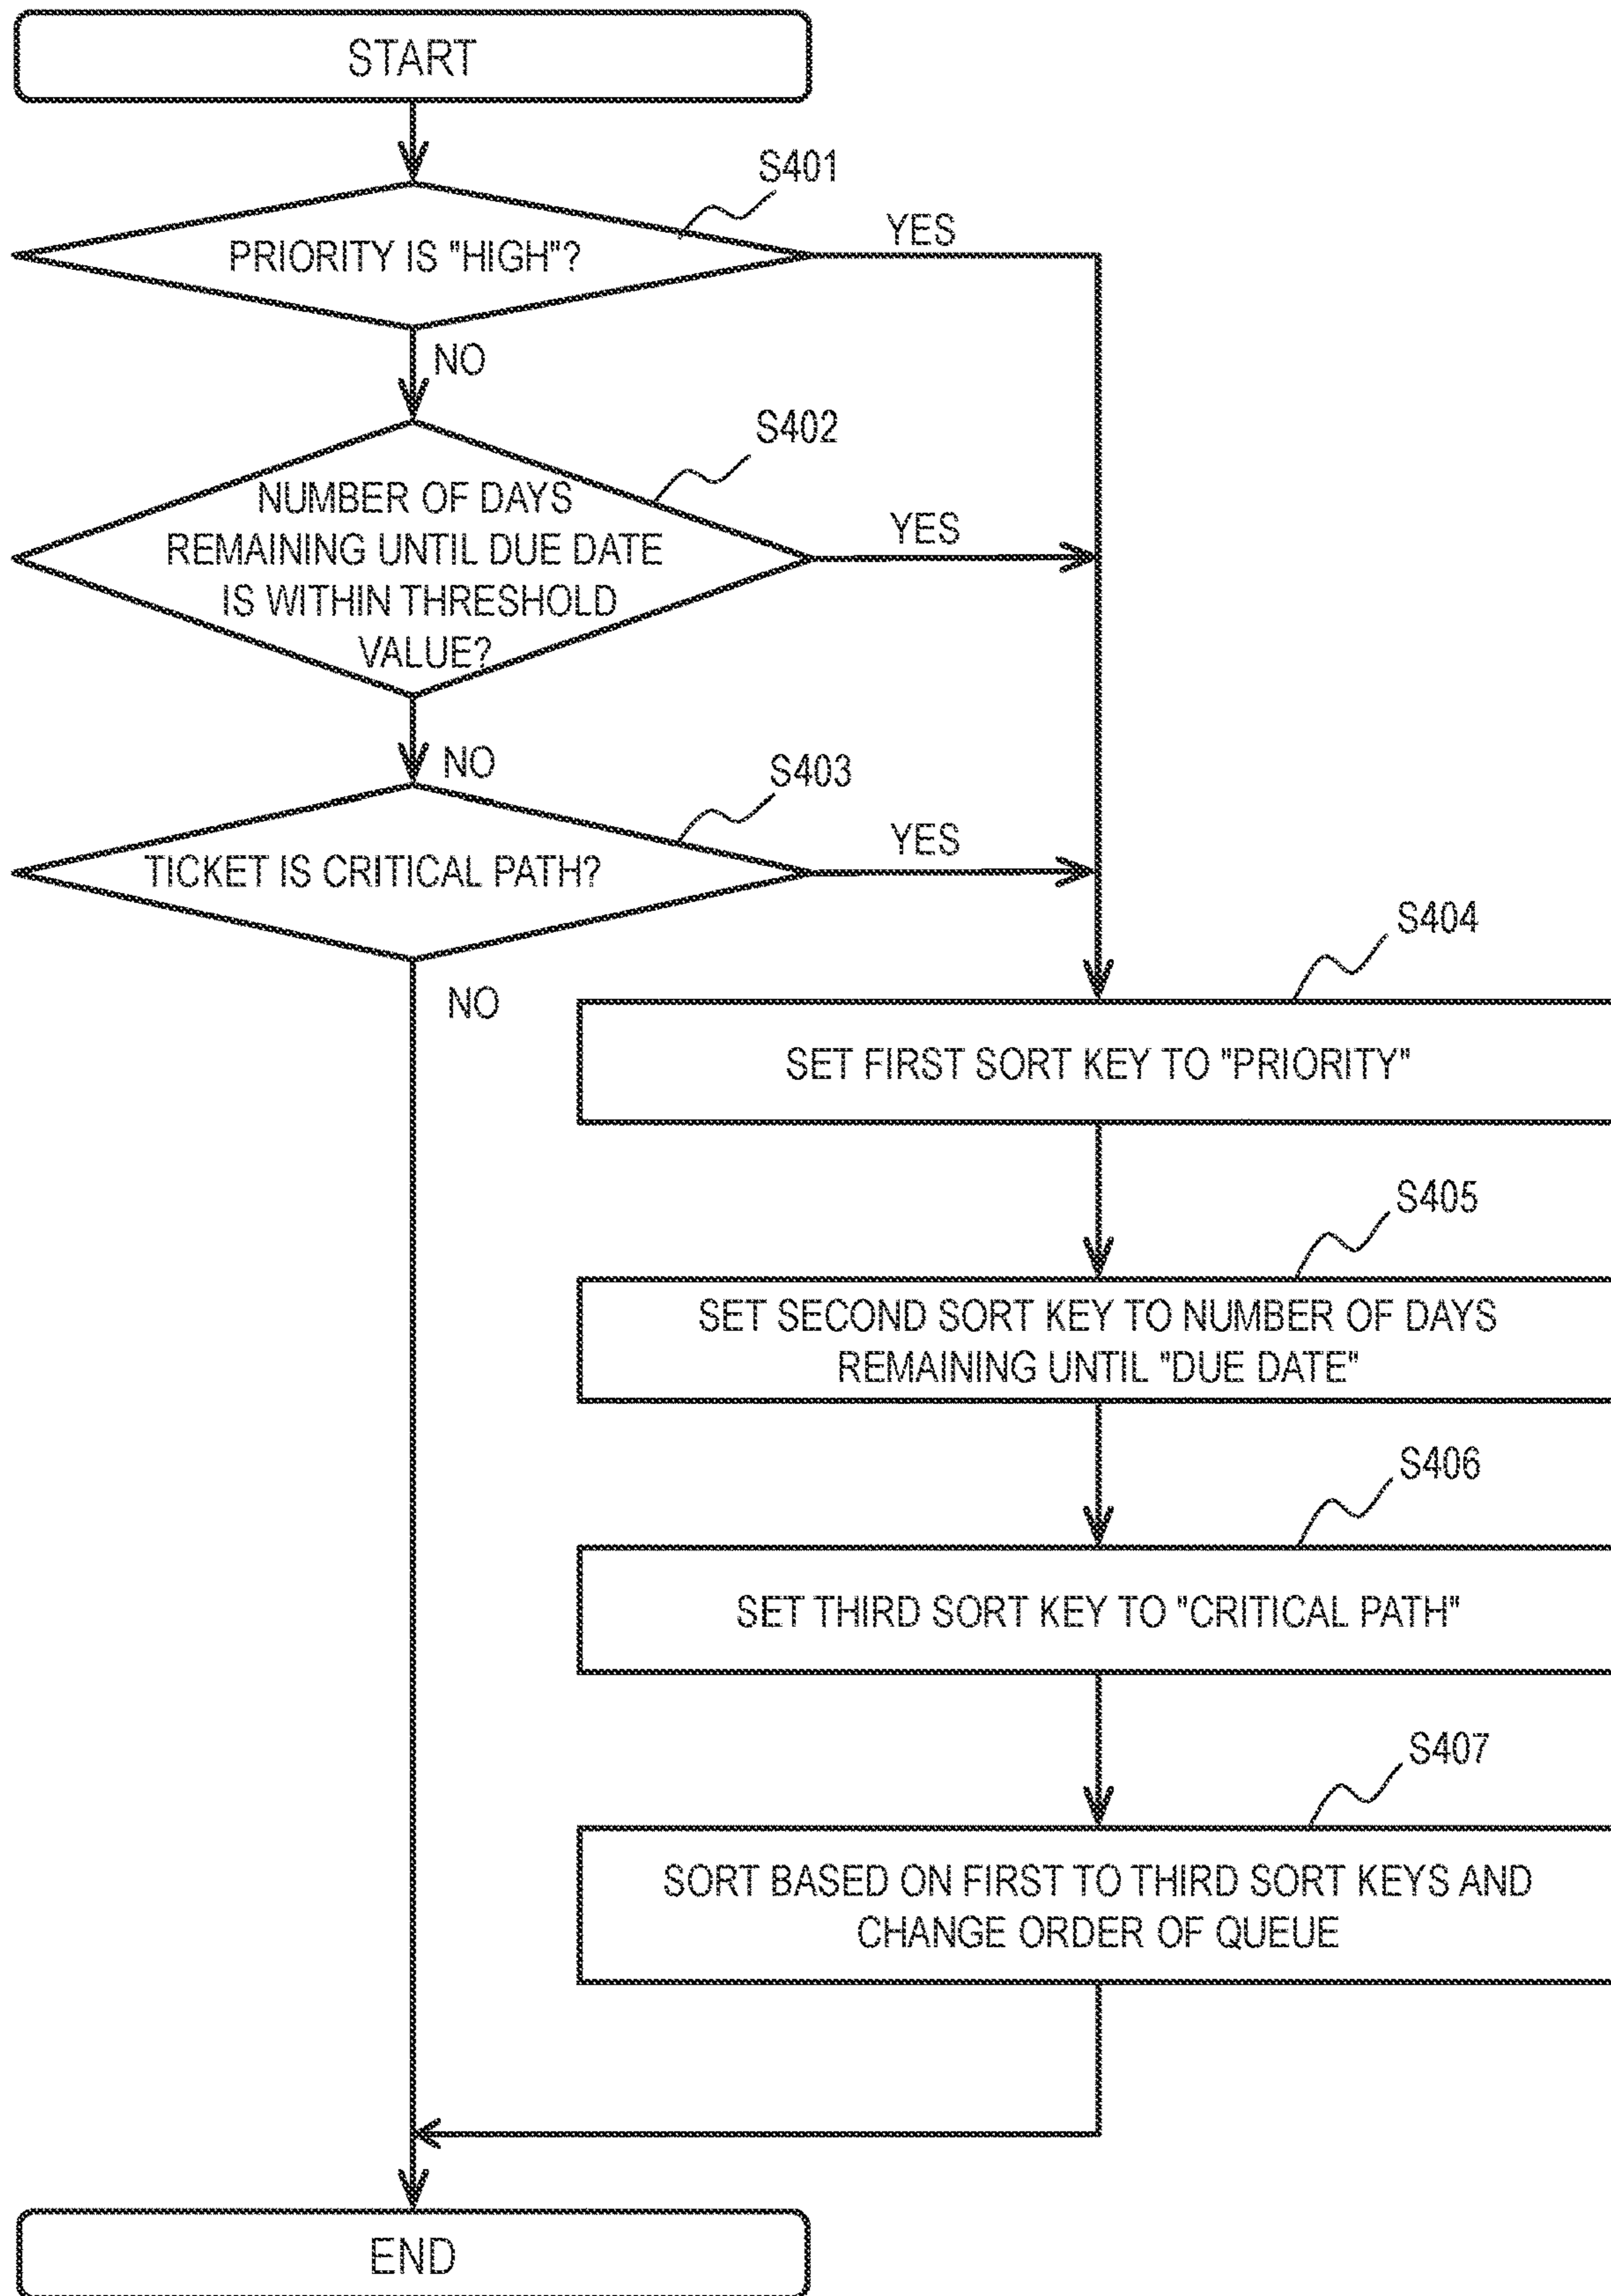 START
S401
PRIORITY IS "HIGH"?
YES
NO
S402
NUMBER OF DAYS
REMAINING UNTIL DUE DATE
IS WITHIN THRESHOLD
VALUE?
YES
NO
S403
TICKET IS CRITICAL PATH?
YES
NO
S404
SET FIRST SORT KEY TO "PRIORITY"
S405
SET SECOND SORT KEY TO NUMBER OF DAYS
REMAINING UNTIL "DUE DATE"
S406
SET THIRD SORT KEY TO "CRITICAL PATH"
S407
SORT BASED ON FIRST TO THIRD SORT KEYS AND
CHANGE ORDER OF QUEUE
END